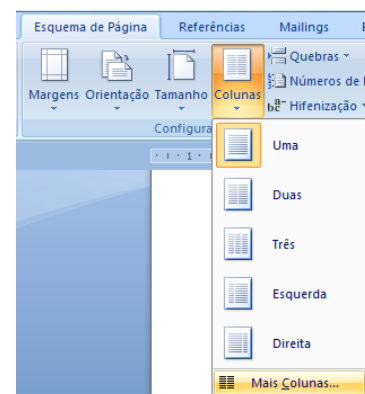 Esquema de Página Referências Mailings
Quebras
Números de
Hifenização
Margens Orientação Tamanho Colunas
Configura
1
Uma
Duas
Três
Esquerda
Direita
Mais Colunas...